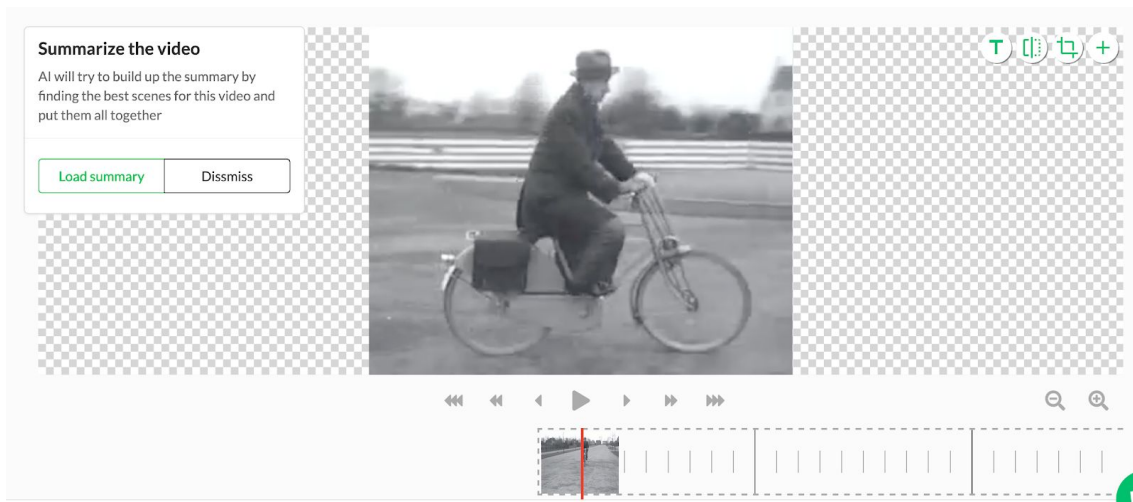 Summarize the video
AI will try to build up the summary by
finding the best scenes for this video and
put them all together
Load summary
Dissmiss
T